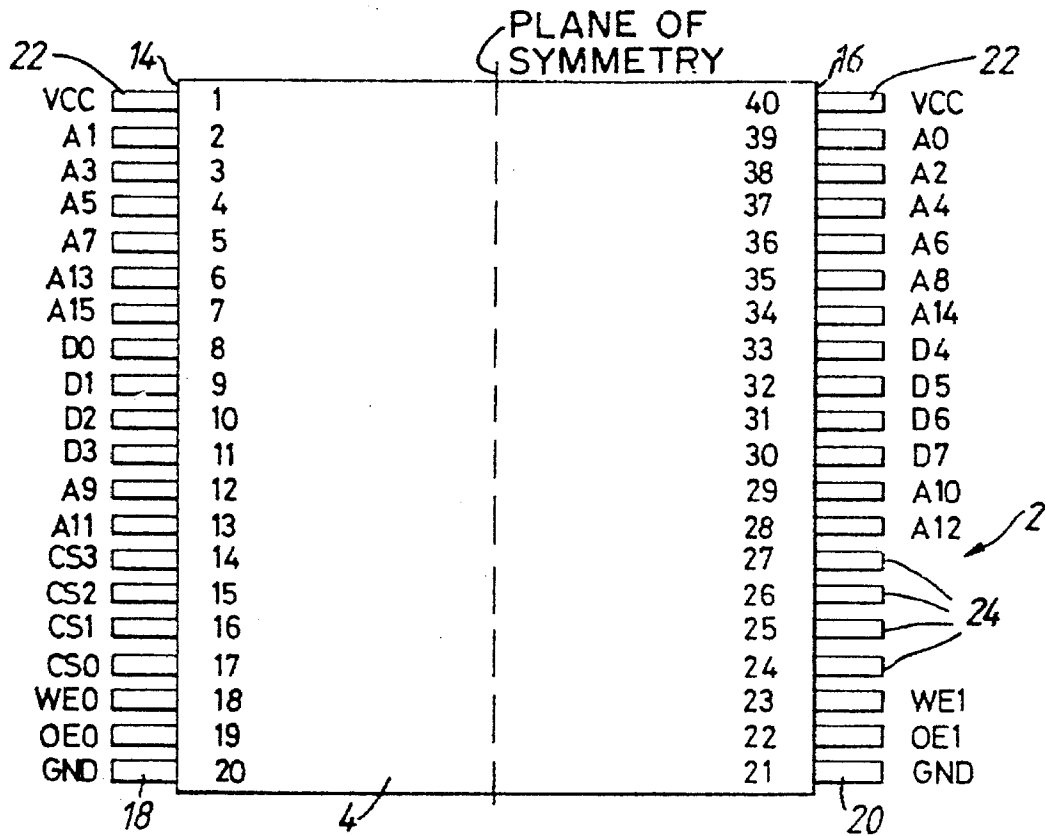 PLANE OF
SYMMETRY
22 14 16 22
VCC 1 40 VCC
A1 2 39 A0
A3 3 38 A2
A5 4 37 A4
A7 5 36 A6
A13 6 35 A8
A15 7 34 A14
D0 8 33 D4
D1 9 32 D5
D2 10 31 D6
D3 11 30 D7
A9 12 29 A10
A11 13 28 A12
2
CS3 14 27
CS2 15 26
24
CS1 16 25
CS0 17 24
WE0 18 23 WE1
OE0 19 22 OE1
GND 20 21 GND
18 4 20